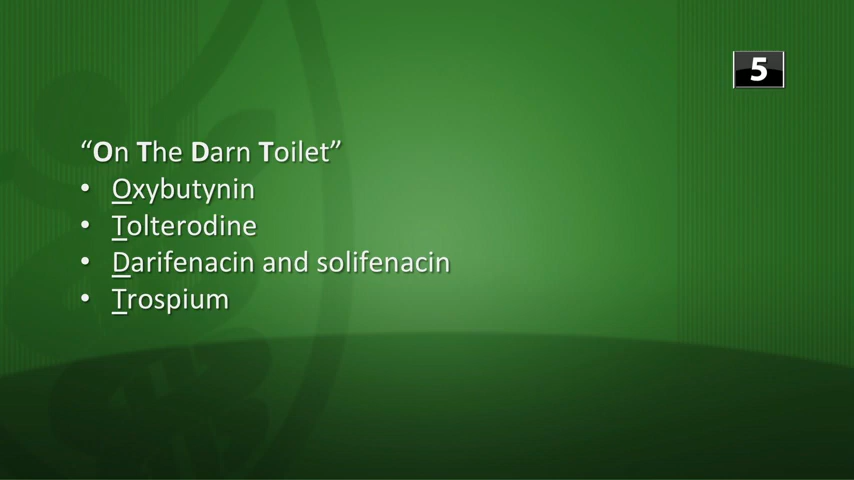 5
“On The Darn Toilet”
• Oxybutynin
• Tolterodine
• Darifenacin and solifenacin
• Trospium